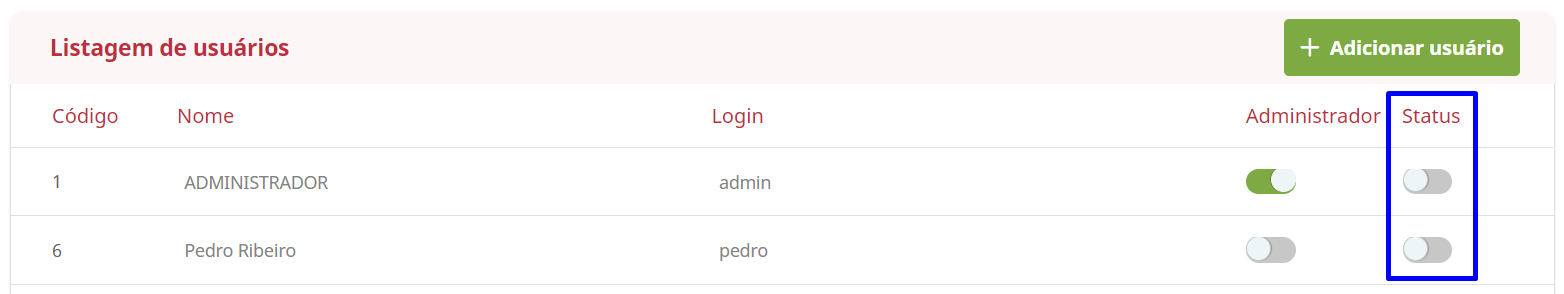 Listagem de usuários
+ Adicionar usuário
Código Nome Login Administrador Status
1 ADMINISTRADOR admin
6 Pedro Ribeiro pedro